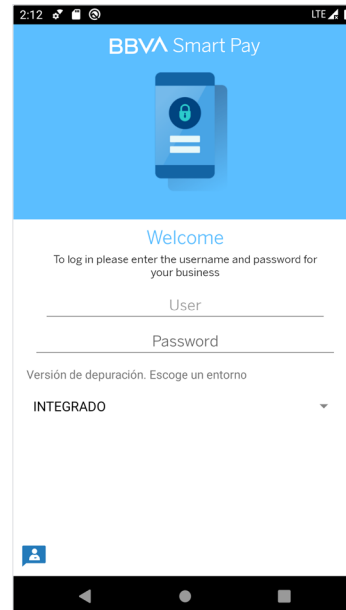 2:12
LTE
BBVA Smart Pay
Welcome
To log in please enter the username and password for
your business
User
Password
Versión de depuración. Escoge un entorno
INTEGRADO